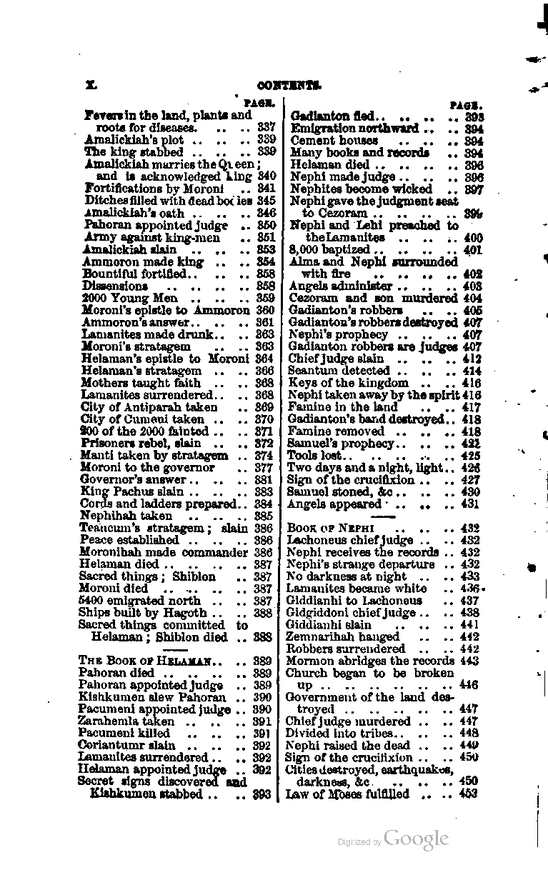 X. CONTENTS.
PAGE.
Fevers in the land, plants and
roots for diseases. .. .. 337
Amalickiah's plot .. .. .. 339
The king stabbed .. .. .. 339
Amalickiah murries the Queen;
and is acknowledged king 340
Fortifications by Moroni .. 341
Ditches filled with dead bodies 345
Amalickiah's oath .. .. .. 346
Pahoran appointed judge .. 350
Army against king-men .. 351
Amalickiah slain .. .. .. 353
Ammoron made king .. .. 354
Bountiful fortified.. .. .. 358
Dissensions .. .. .. .. 358
2000 Young Men .. .. .. 359
Moroni's epistle to Ammoron 360
Ammoron's answer.. .. .. 361
Lamanites made drunk.. .. 363
Moroni's stratagem .. .. 363
Helaman's epistle to Moroni 364
Helaman's stratagem .. .. 366
Mothers taught faith .. .. 368
Lamanites surrendered.. .. 368
City of Antiparah taken .. 369
City of Cumeni taken .. .. 370
200 of the 2000 fainted .. .. 371
Prisoners rebel, slain .. .. 372
Manti taken by stratagem .. 374
Moroni to the governor .. 377
Governor's answer.. .. .. 381
King Pachus slain .. .. .. 383
Cords and ladders prepared.. 384
Nephihah taken .. .. .. 385
Teancum's stratagem; slain 386
Peace established .. .. .. 386
Moronihah made commander 386
Helaman died .. .. .. .. 387
Sacred things; Shiblon .. 387
Moroni died .. .. .. .. 387
5400 emigrated north .. .. 387
Ships built by Hagoth .. .. 388
Sacred things committed to
Helaman; Shiblon died .. 388
THE BOOK OF HELAMAN.. .. 389
Pahoran died .. .. .. .. 389
Pahoran appointed judge .. 389
Kishkumen slew Pahoran .. 390
Pacumeni appointed judge .. 390
Zarahemla taken .. .. .. 391
Pacumeni killed .. .. .. 391
Coriantumr slain .. .. .. 392
Lamanites surrendered .. .. 392
Helaman appointed judge .. 392
Secret signs discovered and
Kishkumen stabbed .. .. 393
PAGE.
Gadianton fled.. .. .. .. 393
Emigration northward .. .. 394
Cement houses .. .. .. 394
Many books and records .. 394
Helaman died .. .. .. .. 396
Nephi made judge .. .. .. 396
Nephites become wicked .. 397
Nephi gave the judgment seat
to Cezoram .. .. .. .. 399
Nephi and Lehi preached to
the Lamanites .. .. .. 400
8,000 baptized .. .. .. .. 401
Alma and Nephi surrounded
with fire .. .. .. .. 402
Angels administer .. .. .. 403
Cezoram and son murdered 404
Gadianton's robbers .. .. 405
Gadianton's robbers destroyed 407
Nephi's prophecy .. .. .. 407
Gadianton robbers are judges 407
Chief judge slain .. .. .. 412
Seantum detected .. .. .. 414
Keys of the kingdom .. .. 416
Nephi taken away by the spirit 416
Famine in the land .. .. 417
Gadianton's band destroyed.. 418
Famine removed .. .. .. 418
Samuel's prophecy.. .. .. 421
Tools lost.. .. .. .. .. 425
Two days and a night, light.. 426
Sign of the crucifixion .. .. 427
Samuel stoned, &c .. .. .. 430
Angels appeared .. .. .. 431
BOOK OF NEPHI .. .. .. 432
Lachoneus chief judge .. .. 432
Nephi receives the records .. 432
Nephi's strange departure .. 432
No darkness at night .. .. 433
Lamanites became white .. 436
Giddianhi to Lachoneus .. 437
Gidgiddoni chief judge .. .. 438
Giddianhi slain .. .. .. 441
Zemnarihah hanged .. .. 442
Robbers surrendered .. .. 442
Mormon abridges the records 443
Church began to be broken
up .. .. .. .. .. .. 446
Government of the land des-
troyed .. .. .. .. .. 447
Chief judge murdered .. .. 447
Divided into tribes.. .. .. 448
Nephi raised the dead .. .. 449
Sign of the crucifixion .. .. 450
Cities destroyed, earthquakes,
darkness, &c .. .. .. 450
Law of Moses fulfilled .. .. 453
Digitized by Google